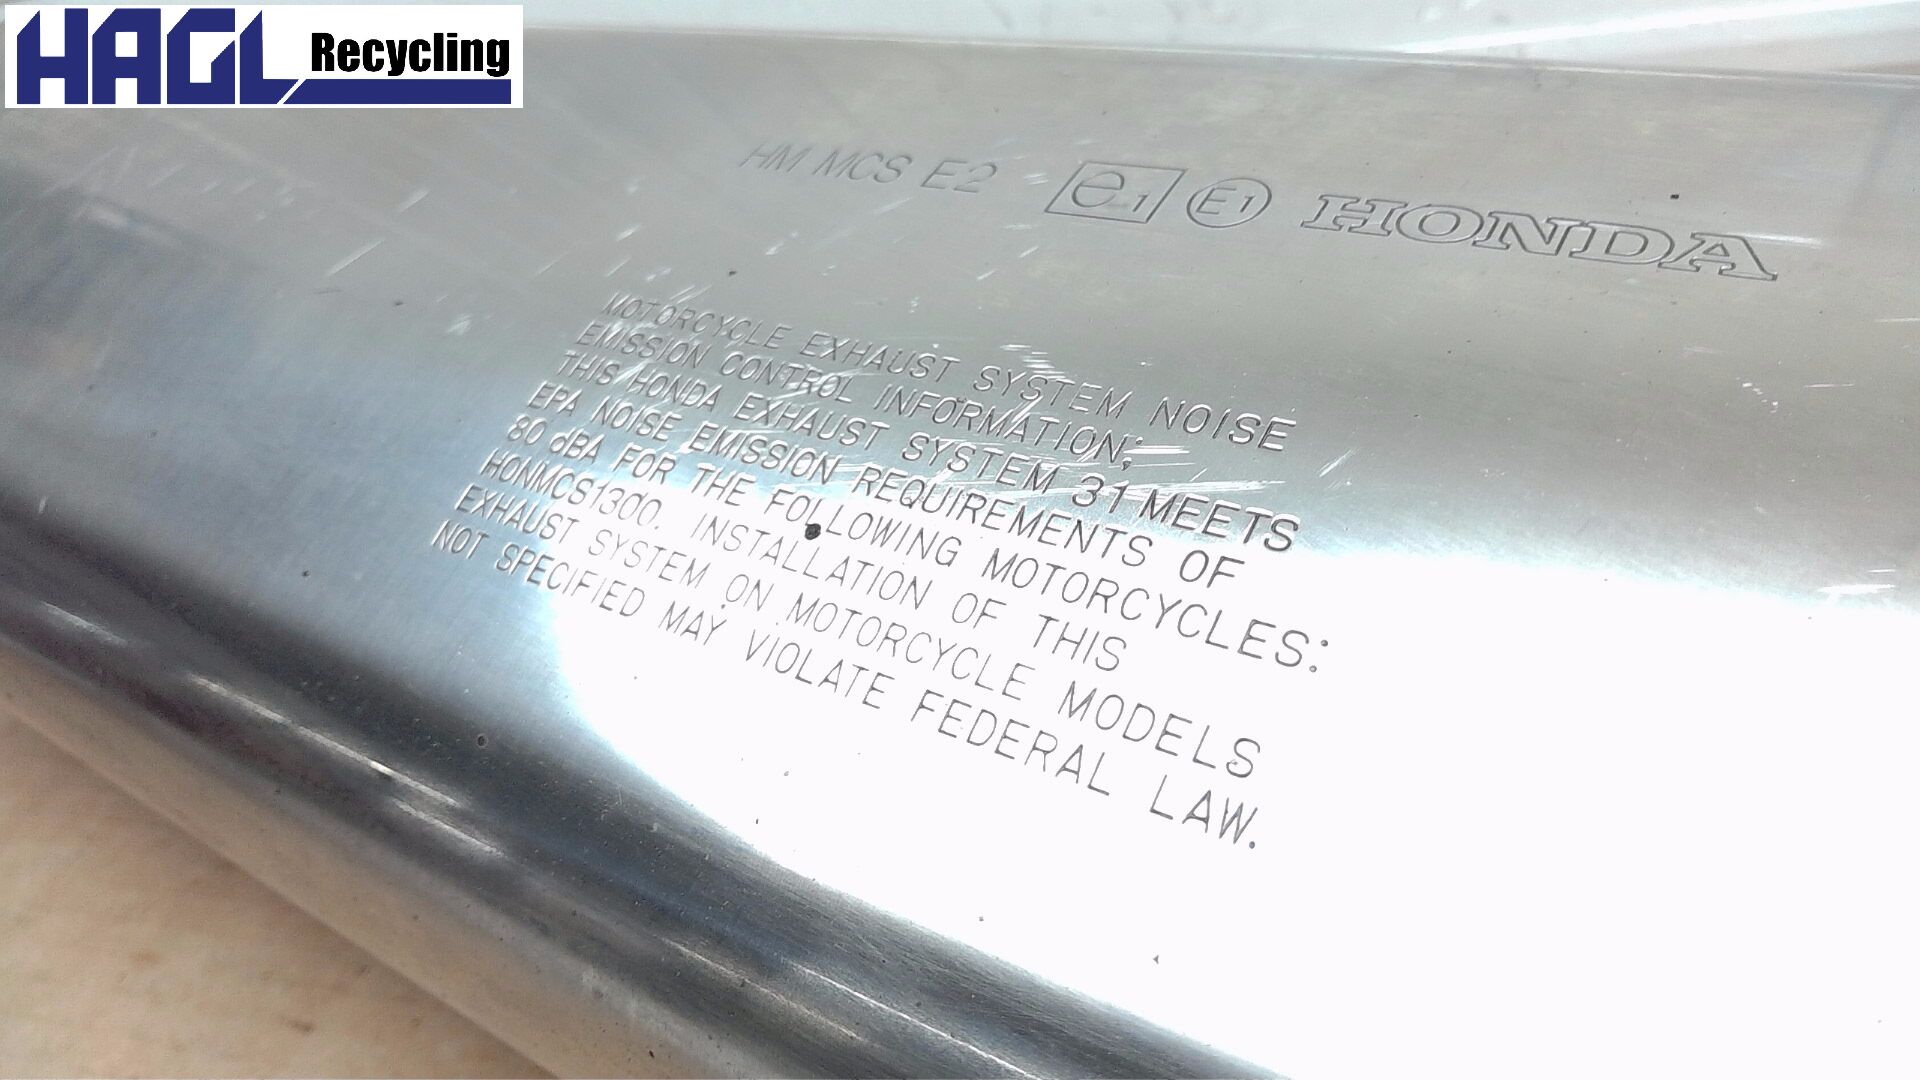 HAGL Recycling
HM MCS E2 e1 E1 HONDA
MOTORCYCLE EXHAUST SYSTEM NOISE
EMISSION CONTROL INFORMATION;
THIS HONDA EXHAUST SYSTEM 31 MEETS
EPA NOISE EMISSION REQUIREMENTS OF
80 dBA FOR THE FOLLOWING MOTORCYCLES:
HONMCS1300. INSTALLATION OF THIS
EXHAUST SYSTEM ON MOTORCYCLE MODELS
NOT SPECIFIED MAY VIOLATE FEDERAL LAW.